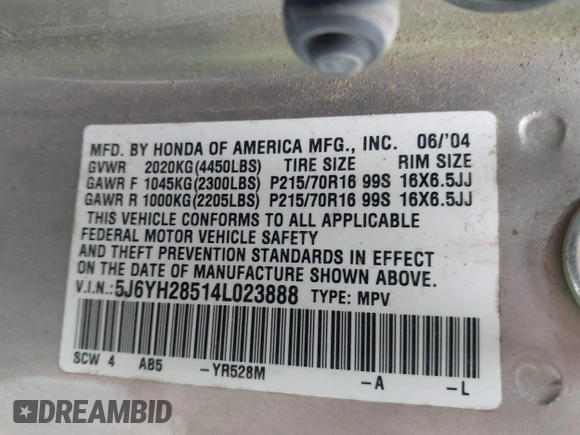 MFD. BY HONDA OF AMERICA MFG., INC. 06/'04
GVWR 2020KG(4450LBS) TIRE SIZE RIM SIZE
GAWR F 1045KG(2300LBS) P215/70R16 99S 16X6.5JJ
GAWR R 1000KG(2205LBS) P215/70R16 99S 16X6.5JJ
THIS VEHICLE CONFORMS TO ALL APPLICABLE
FEDERAL MOTOR VEHICLE SAFETY
AND THEFT PREVENTION STANDARDS IN EFFECT
ON THE DATE OF MANUFACTURE SHOWN ABOVE.
V.I.N.:5J6YH28514L023888 TYPE: MPV
SCW 4 AB5 -YR528M -A -L
DREAMBID